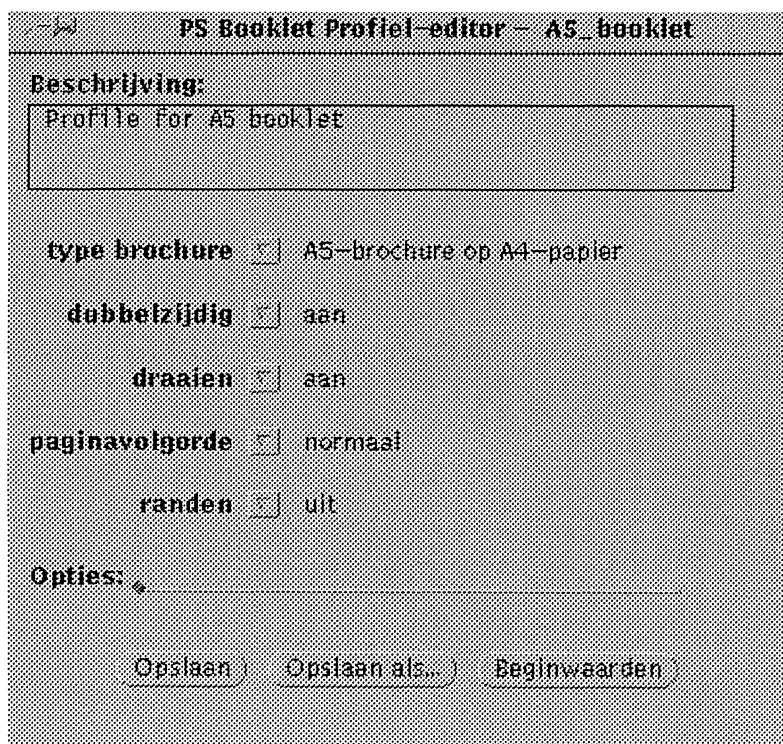 PS Booklet Profiel-editor – A5_booklet
Beschrijving:
Profile for A5 booklet
type brochure A5-brochure op A4-papier
dubbelzijdig aan
draaien aan
paginavolgorde normaal
randen uit
Opties:
Opslaan Opslaan als... Beginwaarden